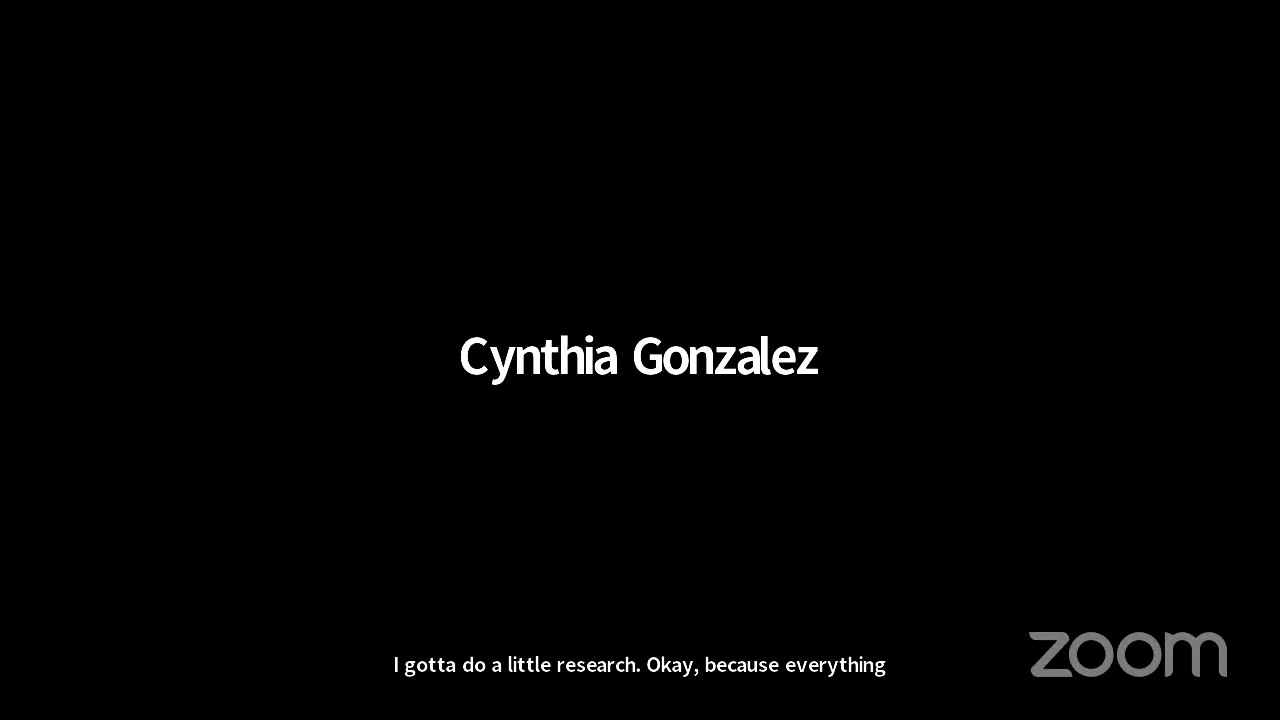 Cynthia Gonzalez
I gotta do a little research. Okay, because everything
zoom